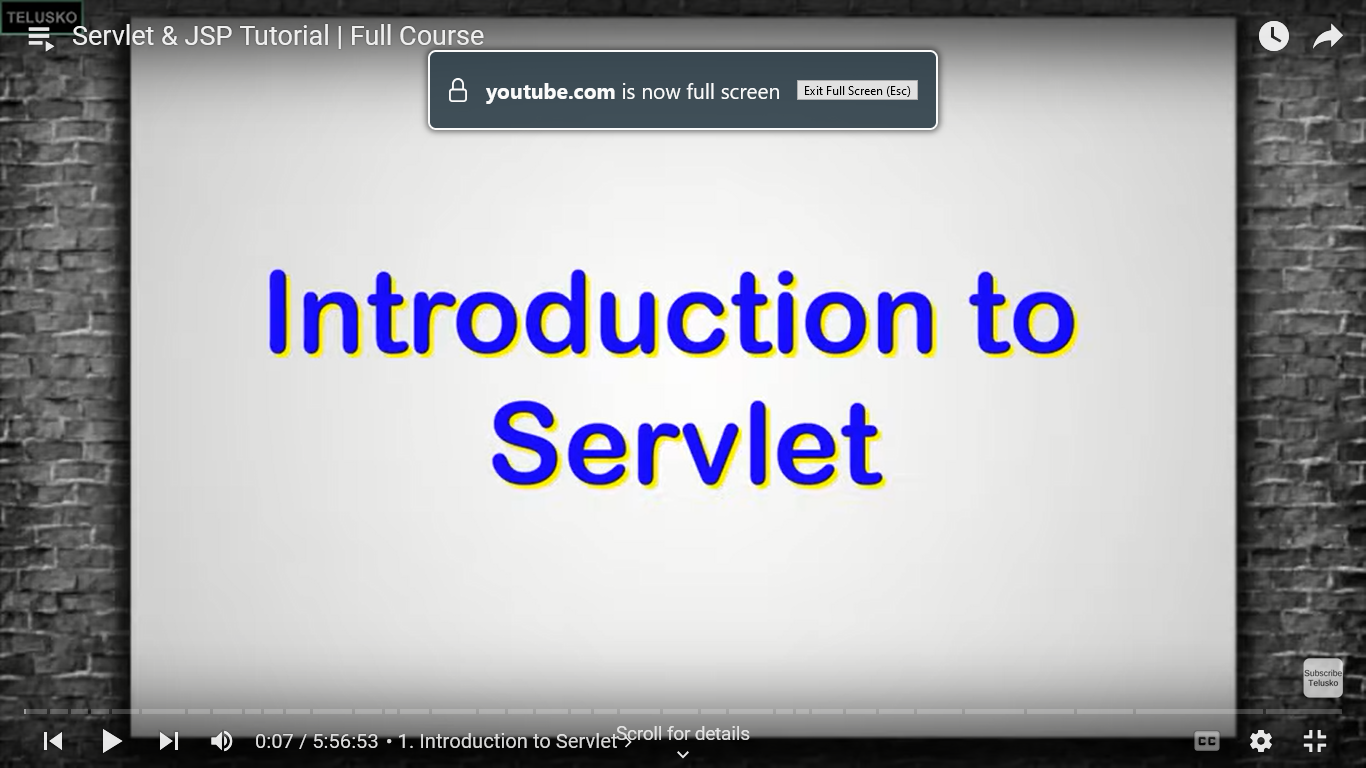 TELUSKO
Servlet & JSP Tutorial | Full Course
youtube.com is now full screen
Exit Full Screen (Esc)
Introduction to
Servlet
Subscribe
Telusko
Scroll for details
0:07 / 5:56:53 • 1. Introduction to Servlet
CC